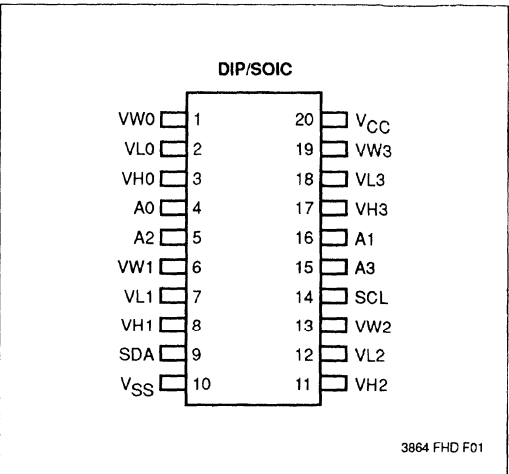 DIP/SOIC
VW0 1 20 VCC
VL0 2 19 VW3
VH0 3 18 VL3
A0 4 17 VH3
A2 5 16 A1
VW1 6 15 A3
VL1 7 14 SCL
VH1 8 13 VW2
SDA 9 12 VL2
VSS 10 11 VH2
3864 FHD F01